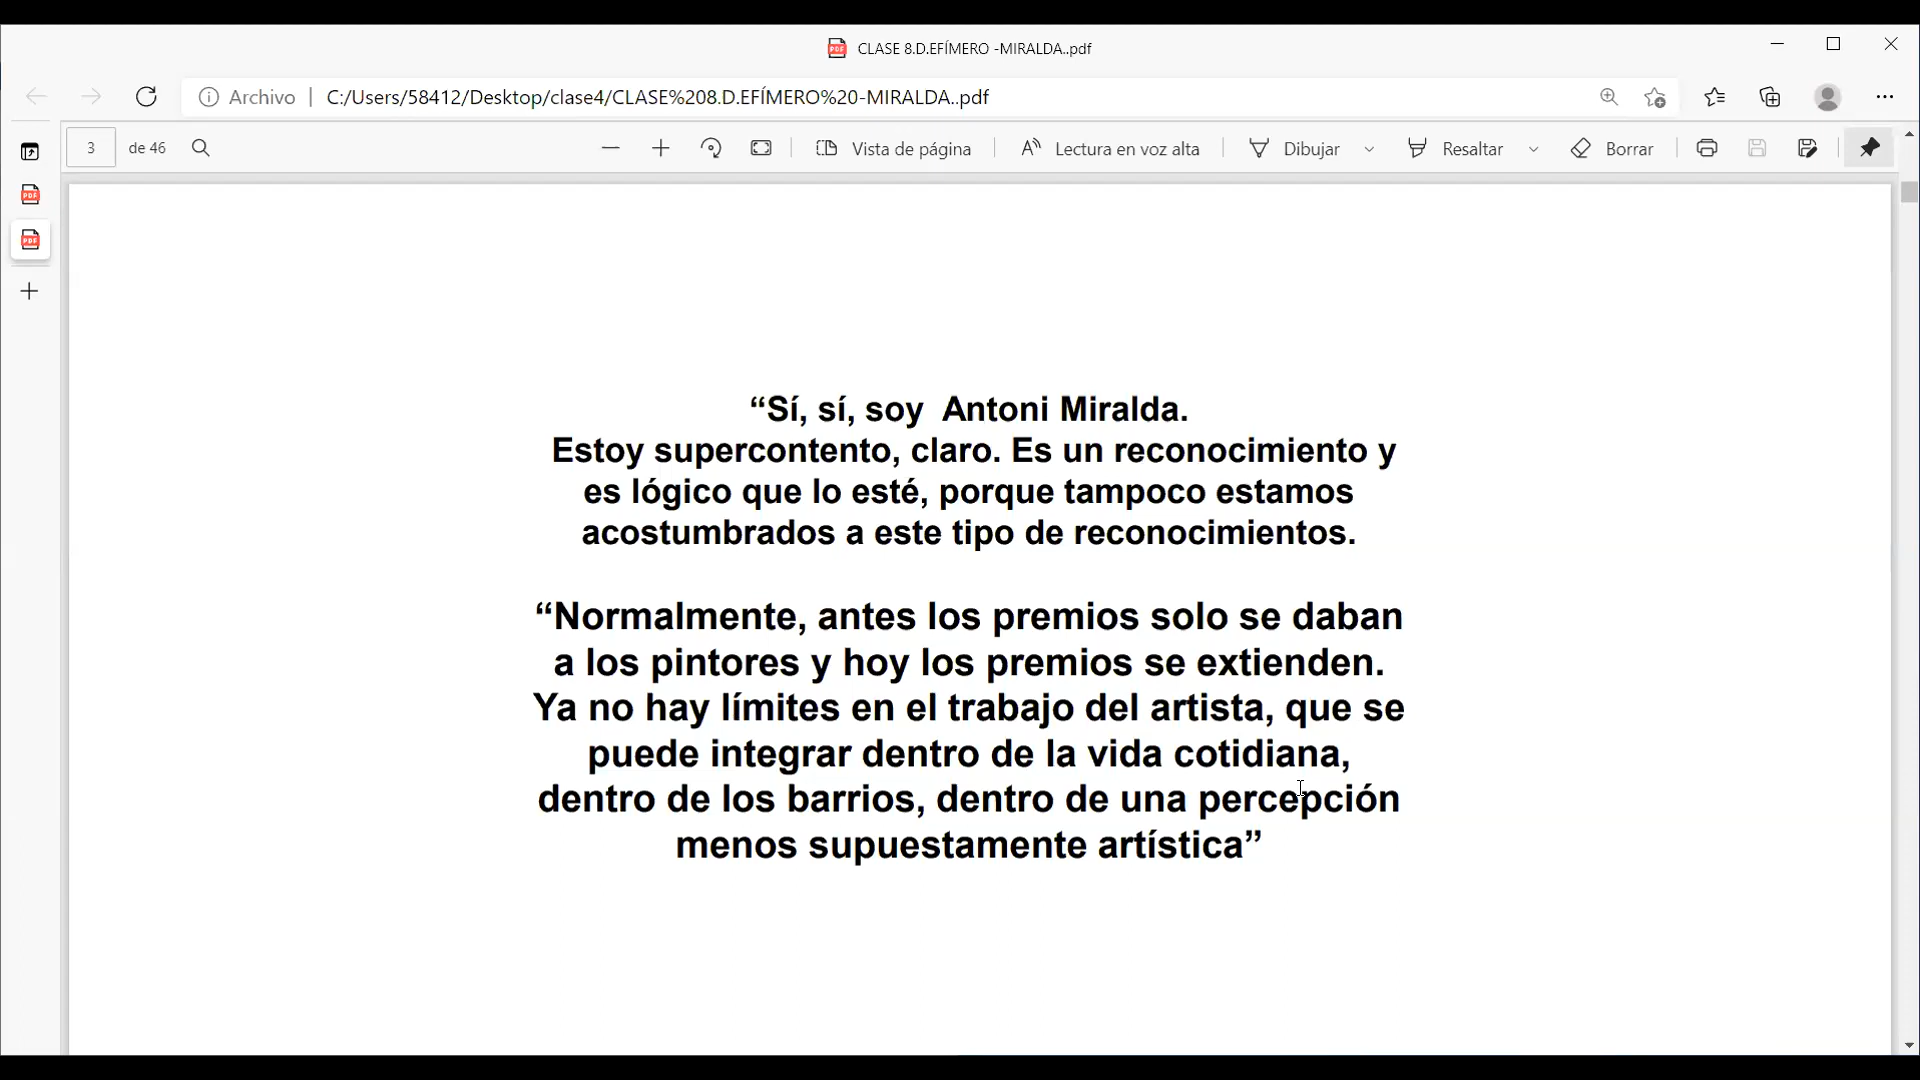 CLASE 8.D.EFÍMERO -MIRALDA..pdf
Archivo | C:/Users/58412/Desktop/clase4/CLASE%208.D.EFÍMERO%20-MIRALDA..pdf
3 de 46 Vista de página Lectura en voz alta Dibujar Resaltar Borrar
PDF
PDF
“Sí, sí, soy Antoni Miralda.
Estoy supercontento, claro. Es un reconocimiento y
es lógico que lo esté, porque tampoco estamos
acostumbrados a este tipo de reconocimientos.
“Normalmente, antes los premios solo se daban
a los pintores y hoy los premios se extienden.
Ya no hay límites en el trabajo del artista, que se
puede integrar dentro de la vida cotidiana,
dentro de los barrios, dentro de una percepción
menos supuestamente artística”